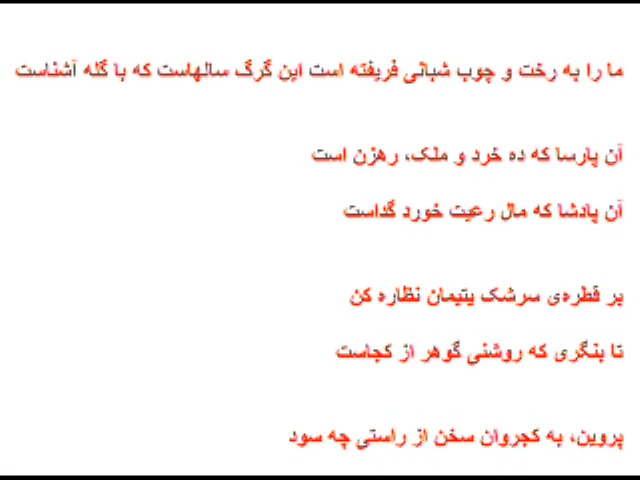 ما را به رخت و چوب شبانی فریفته است این گرگ سالهاست که با گله آشناست
آن پارسا که ده خرد و ملک، رهزن است
آن پادشا که مال رعیت خورد گداست
بر قطره‌ی سرشک یتیمان نظاره کن
تا بنگری که روشنی گوهر از کجاست
پروین، به کجروان سخن از راستی چه سود